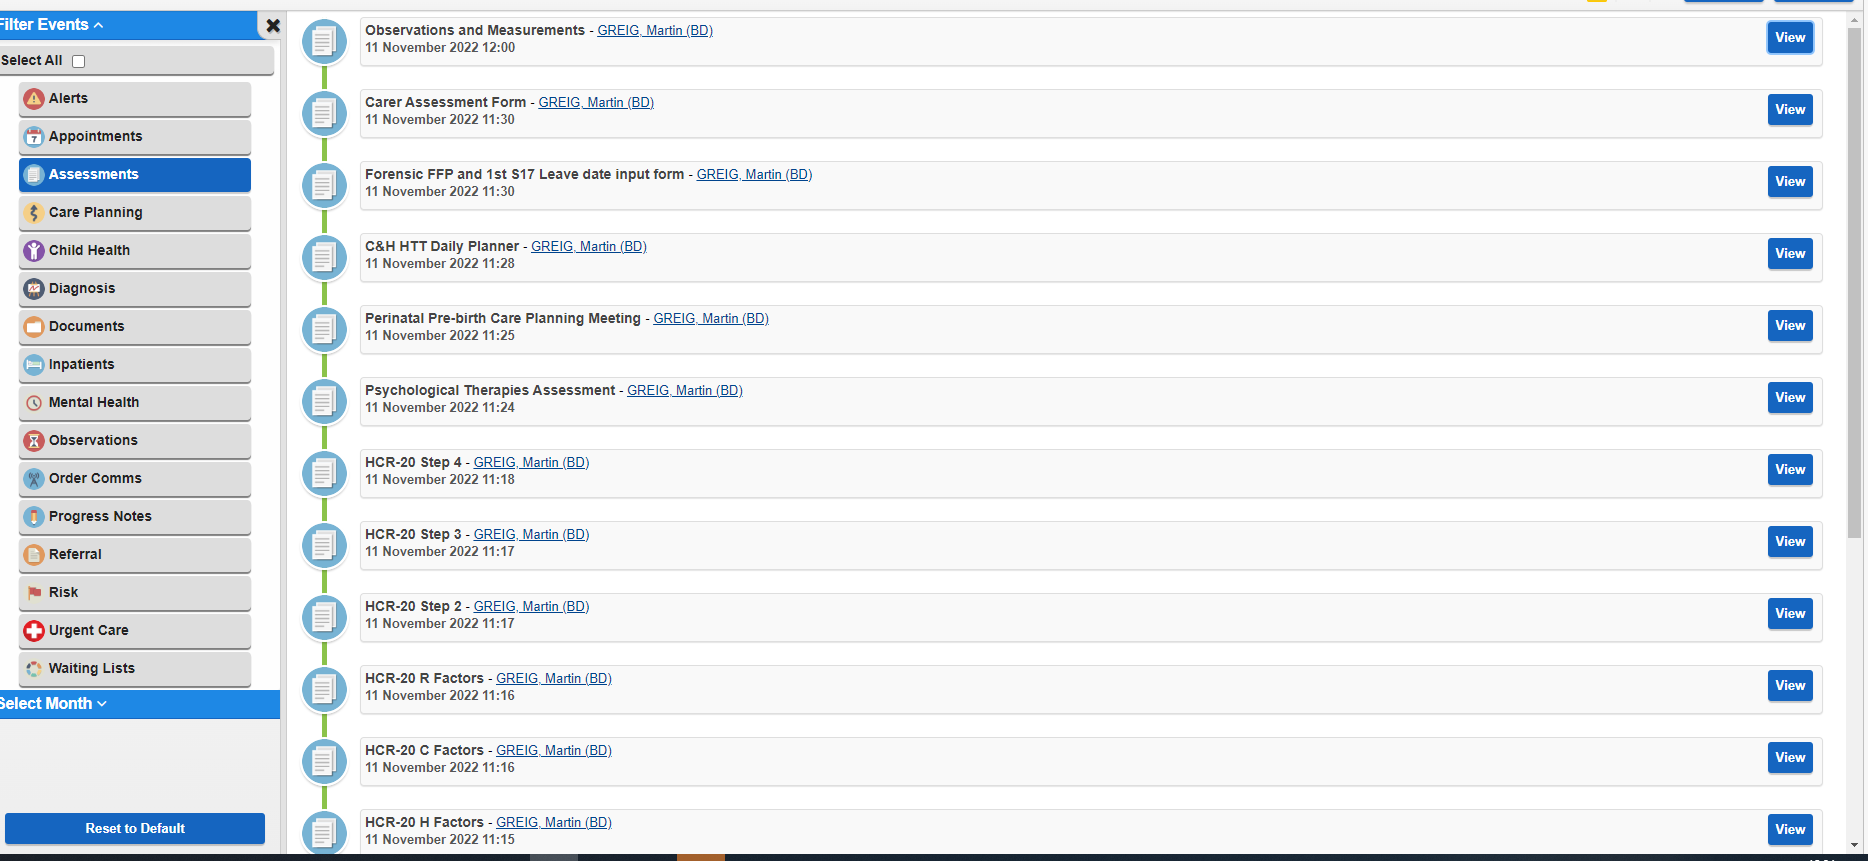 Filter Events
Select All
Alerts
Appointments
Assessments
Care Planning
Child Health
Diagnosis
Documents
Inpatients
Mental Health
Observations
Order Comms
Progress Notes
Referral
Risk
Urgent Care
Waiting Lists
Select Month
Reset to Default
Observations and Measurements - GREIG, Martin (BD)
11 November 2022 12:00
View
Carer Assessment Form - GREIG, Martin (BD)
11 November 2022 11:30
View
Forensic FFP and 1st S17 Leave date input form - GREIG, Martin (BD)
11 November 2022 11:30
View
C&H HTT Daily Planner - GREIG, Martin (BD)
11 November 2022 11:28
View
Perinatal Pre-birth Care Planning Meeting - GREIG, Martin (BD)
11 November 2022 11:25
View
Psychological Therapies Assessment - GREIG, Martin (BD)
11 November 2022 11:24
View
HCR-20 Step 4 - GREIG, Martin (BD)
11 November 2022 11:18
View
HCR-20 Step 3 - GREIG, Martin (BD)
11 November 2022 11:17
View
HCR-20 Step 2 - GREIG, Martin (BD)
11 November 2022 11:17
View
HCR-20 R Factors - GREIG, Martin (BD)
11 November 2022 11:16
View
HCR-20 C Factors - GREIG, Martin (BD)
11 November 2022 11:16
View
HCR-20 H Factors - GREIG, Martin (BD)
11 November 2022 11:15
View